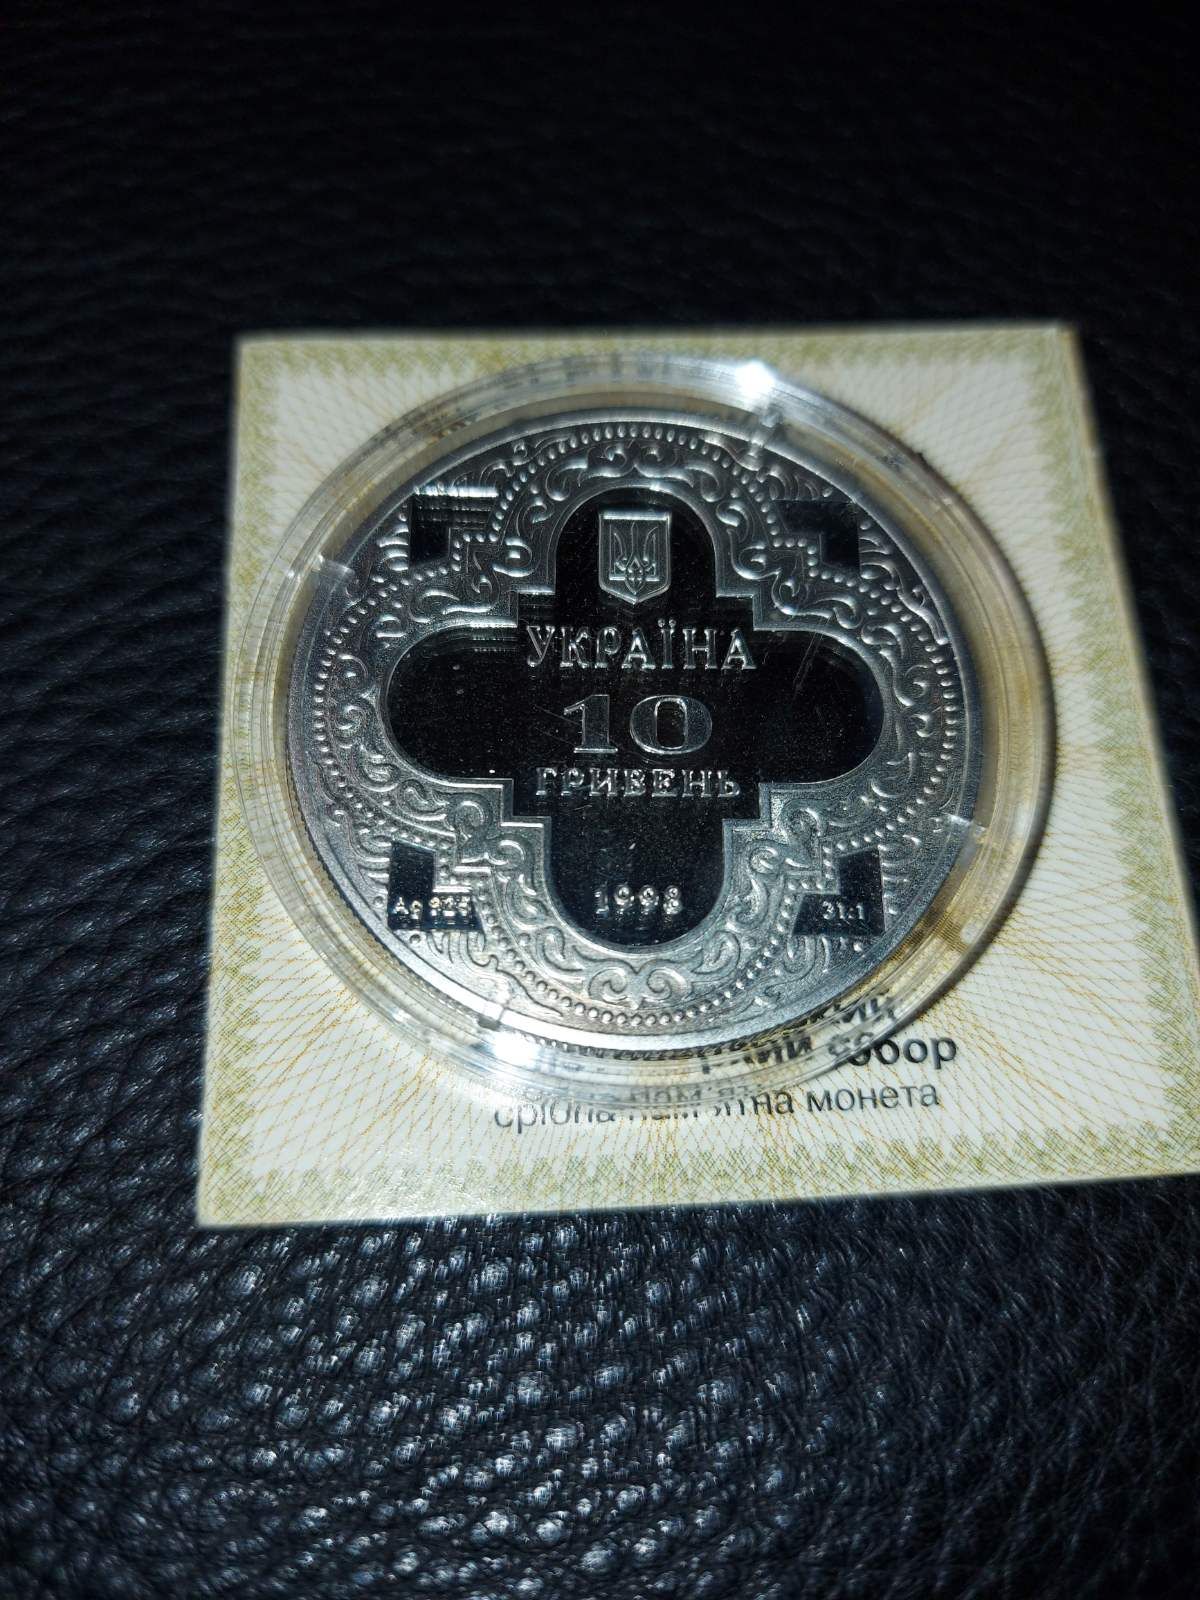 УКРАЇНА
10
ГРИВЕНЬ
Ag 925
1998
31.1
собор
срібна пам'ятна монета